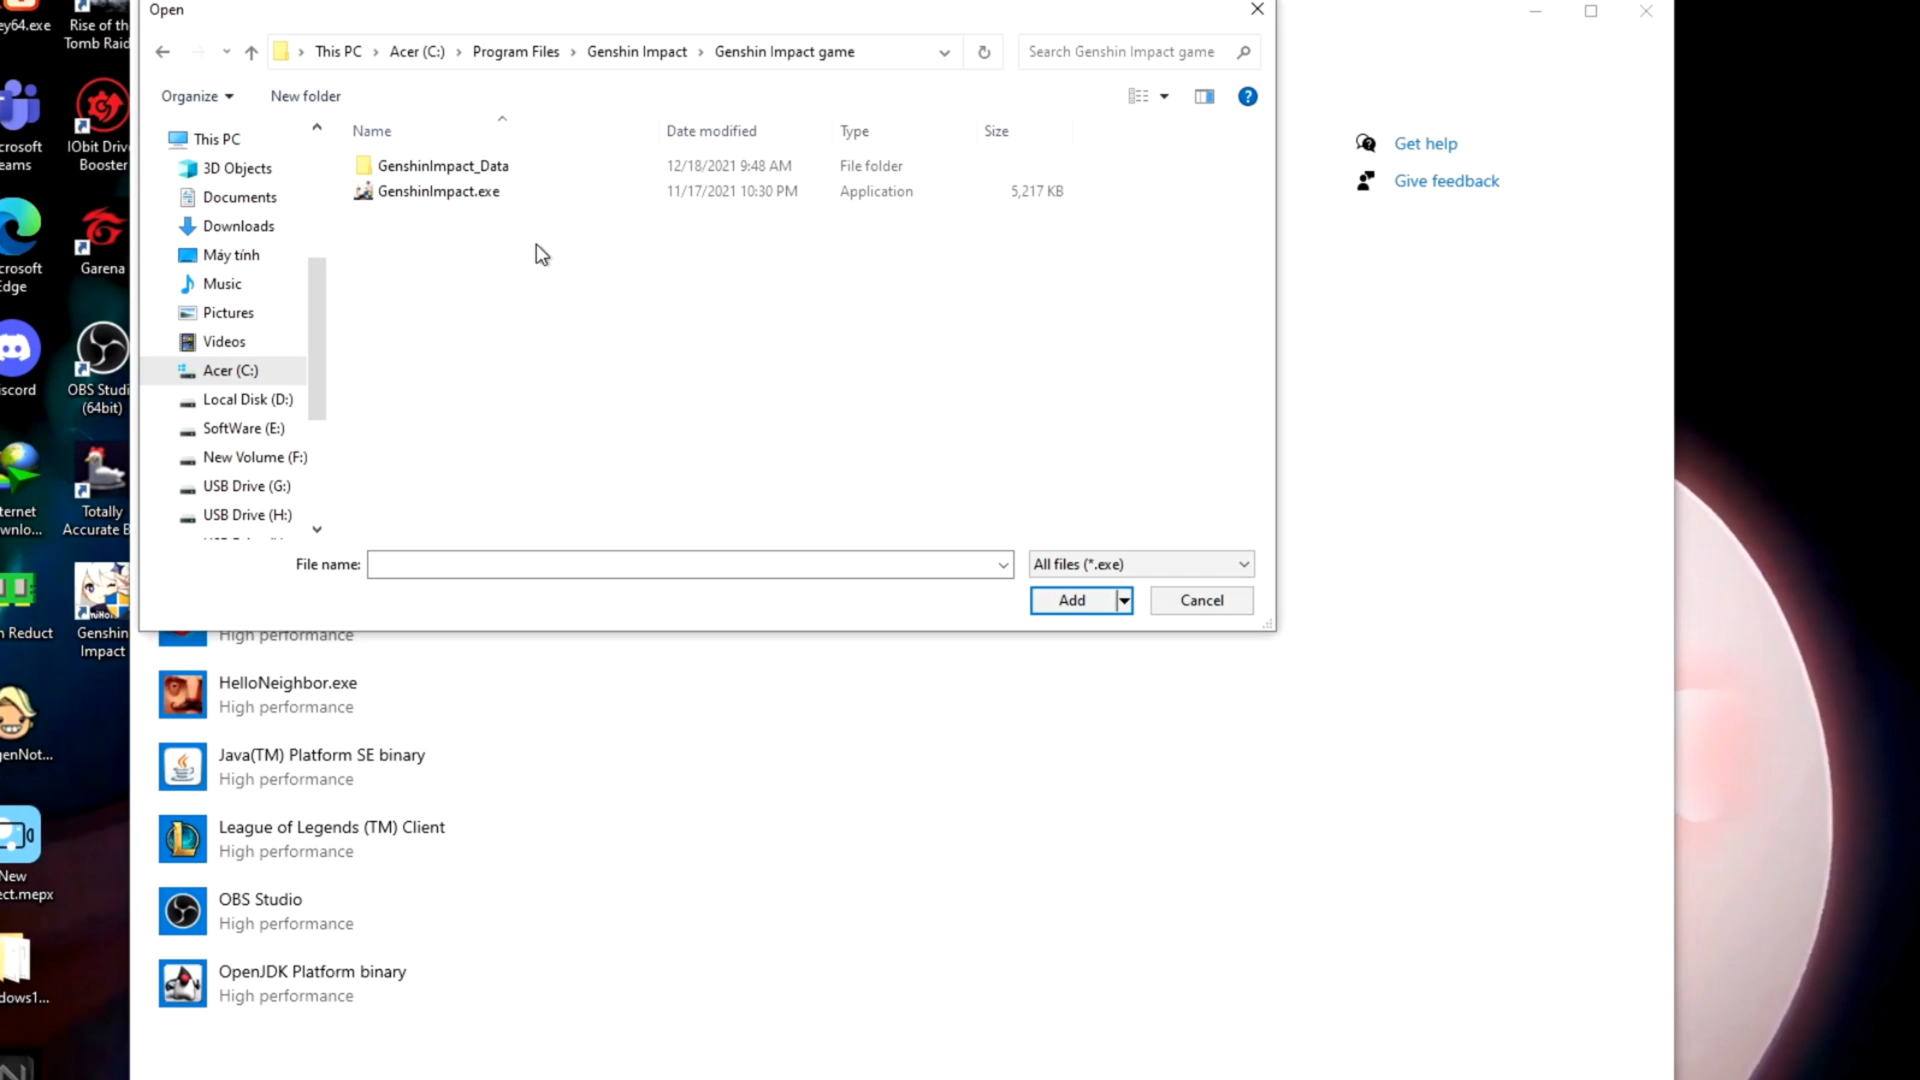 Open
This PC
Acer (C:)
Program Files
Genshin Impact
Genshin Impact game
Search Genshin Impact game
Organize
New folder
This PC
3D Objects
Documents
Downloads
Máy tính
Music
Pictures
Videos
Acer (C:)
Local Disk (D:)
SoftWare (E:)
New Volume (F:)
USB Drive (G:)
USB Drive (H:)
Name Date modified Type Size
GenshinImpact_Data 12/18/2021 9:48 AM File folder
GenshinImpact.exe 11/17/2021 10:30 PM Application 5,217 KB
File name:
All files (*.exe)
Add
Cancel
Get help
Give feedback
High performance
HelloNeighbor.exe
High performance
Java(TM) Platform SE binary
High performance
League of Legends (TM) Client
High performance
OBS Studio
High performance
OpenJDK Platform binary
High performance
ey64.exe
Rise of th
Tomb Raid
crosoft
eams
IObit Driv
Booster
crosoft
Edge
Garena
iscord
OBS Studi
(64bit)
ternet
ownlo...
Totally
Accurate B
n Reduct
Genshin
Impact
genNot...
New
ect.mepx
dows1...